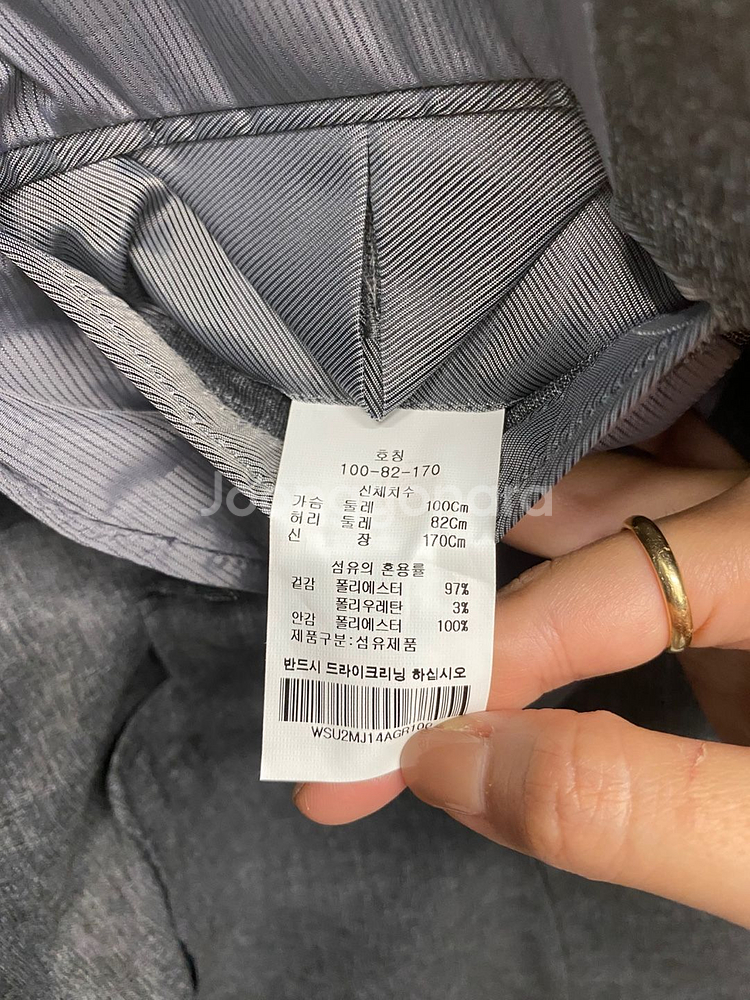 호칭
100-82-170
신체치수
가슴 둘레 100Cm
허리 둘레 82Cm
신 장 170Cm
섬유의 혼용률
겉감 폴리에스터 97%
폴리우레탄 3%
안감 폴리에스터 100%
제품구분:섬유제품
반드시 드라이크리닝 하십시오
Joonggonara